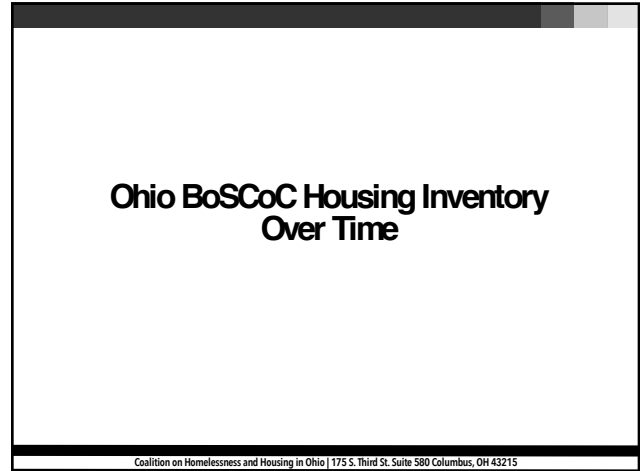 Ohio BoSCoC Housing Inventory
Over Time
Coalition on Homelessness and Housing in Ohio | 175 S. Third St. Suite 580 Columbus, OH 43215